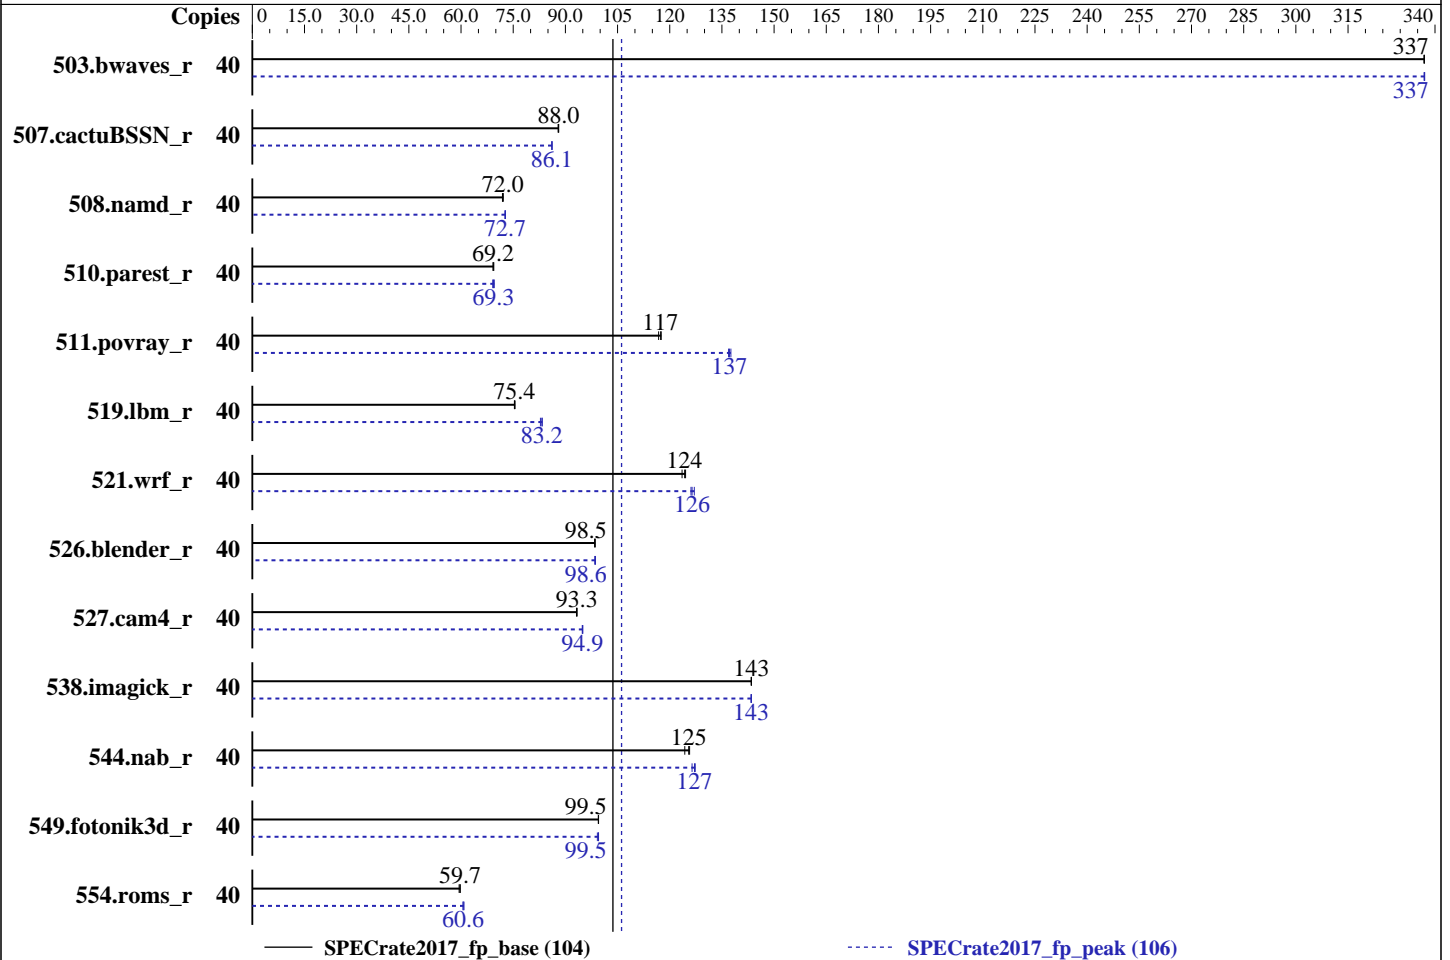 Copies 0 15.0 30.0 45.0 60.0 75.0 90.0 105 120 135 150 165 180 195 210 225 240 255 270 285 300 315 340
337
503.bwaves_r 40
337
88.0
507.cactuBSSN_r 40
86.1
72.0
508.namd_r 40
72.7
69.2
510.parest_r 40
69.3
117
511.povray_r 40
137
75.4
519.lbm_r 40
83.2
124
521.wrf_r 40
126
98.5
526.blender_r 40
98.6
93.3
527.cam4_r 40
94.9
143
538.imagick_r 40
143
125
544.nab_r 40
127
99.5
549.fotonik3d_r 40
99.5
59.7
554.roms_r 40
60.6
SPECrate2017_fp_base (104) SPECrate2017_fp_peak (106)